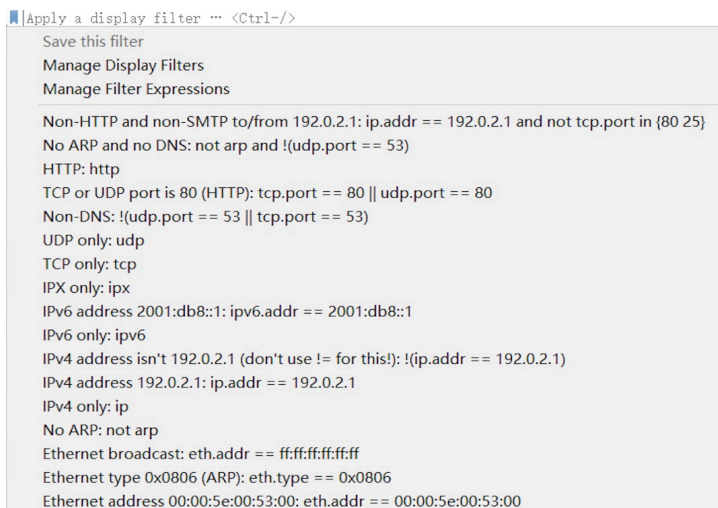 Apply a display filter … <Ctrl-/>
Save this filter
Manage Display Filters
Manage Filter Expressions
Non-HTTP and non-SMTP to/from 192.0.2.1: ip.addr == 192.0.2.1 and not tcp.port in {80 25}
No ARP and no DNS: not arp and !(udp.port == 53)
HTTP: http
TCP or UDP port is 80 (HTTP): tcp.port == 80 || udp.port == 80
Non-DNS: !(udp.port == 53 || tcp.port == 53)
UDP only: udp
TCP only: tcp
IPX only: ipx
IPv6 address 2001:db8::1: ipv6.addr == 2001:db8::1
IPv6 only: ipv6
IPv4 address isn't 192.0.2.1 (don't use != for this!): !(ip.addr == 192.0.2.1)
IPv4 address 192.0.2.1: ip.addr == 192.0.2.1
IPv4 only: ip
No ARP: not arp
Ethernet broadcast: eth.addr == ff:ff:ff:ff:ff:ff
Ethernet type 0x0806 (ARP): eth.type == 0x0806
Ethernet address 00:00:5e:00:53:00: eth.addr == 00:00:5e:00:53:00